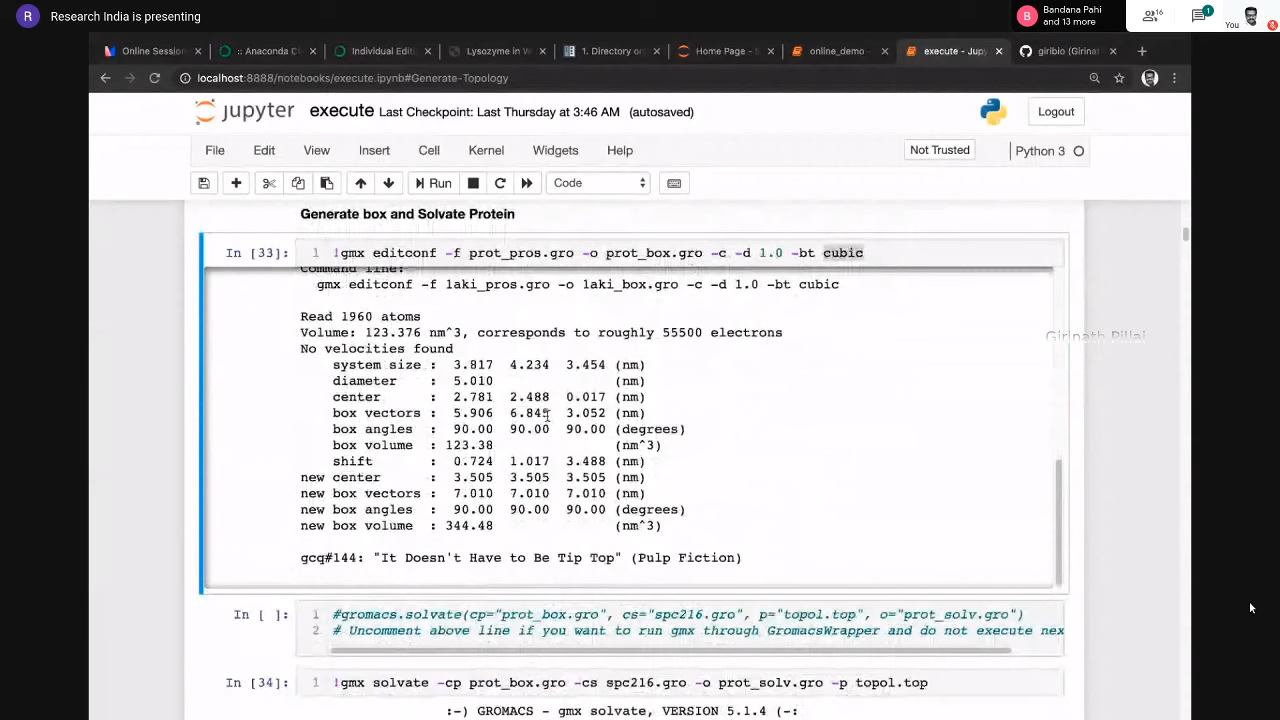 R Research India is presenting
B Bandana Pahi and 13 more
16
1
You
Online Session
:: Anaconda Cl
Individual Editi
Lysozyme in W
1. Directory on
Home Page - S
online_demo -
execute - Jupy
giribio (Girinat
localhost:8888/notebooks/execute.ipynb#Generate-Topology
jupyter execute Last Checkpoint: Last Thursday at 3:46 AM (autosaved)
Logout
File Edit View Insert Cell Kernel Widgets Help
Not Trusted
Python 3
Run
Code
Generate box and Solvate Protein
In [33]: 1 !gmx editconf -f prot_pros.gro -o prot_box.gro -c -d 1.0 -bt cubic
Command line:
gmx editconf -f laki_pros.gro -o laki_box.gro -c -d 1.0 -bt cubic
Read 1960 atoms
Volume: 123.376 nm^3, corresponds to roughly 55500 electrons
No velocities found
system size : 3.817 4.234 3.454 (nm)
diameter : 5.010 (nm)
center : 2.781 2.488 0.017 (nm)
box vectors : 5.906 6.845 3.052 (nm)
box angles : 90.00 90.00 90.00 (degrees)
box volume : 123.38 (nm^3)
shift : 0.724 1.017 3.488 (nm)
new center : 3.505 3.505 3.505 (nm)
new box vectors : 7.010 7.010 7.010 (nm)
new box angles : 90.00 90.00 90.00 (degrees)
new box volume : 344.48 (nm^3)
gcq#144: "It Doesn't Have to Be Tip Top" (Pulp Fiction)
Girinath Pillai
In [ ]: 1 #gromacs.solvate(cp="prot_box.gro", cs="spc216.gro", p="topol.top", o="prot_solv.gro")
2 # Uncomment above line if you want to run gmx through GromacsWrapper and do not execute nex
In [34]: 1 !gmx solvate -cp prot_box.gro -cs spc216.gro -o prot_solv.gro -p topol.top
:-) GROMACS - gmx solvate, VERSION 5.1.4 (-: